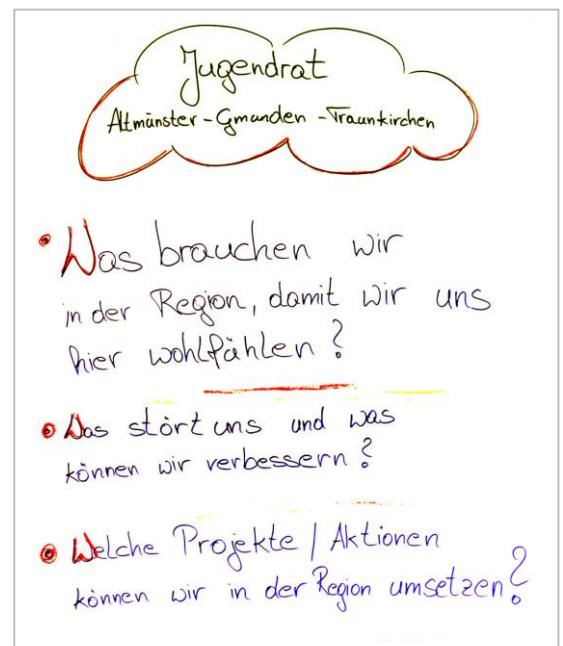 Jugendrat
Altmünster - Gmunden - Traunkirchen
• Was brauchen wir
in der Region, damit wir uns
hier wohlfühlen?
• Was stört uns und was
können wir verbessern?
• Welche Projekte / Aktionen
können wir in der Region umsetzen?